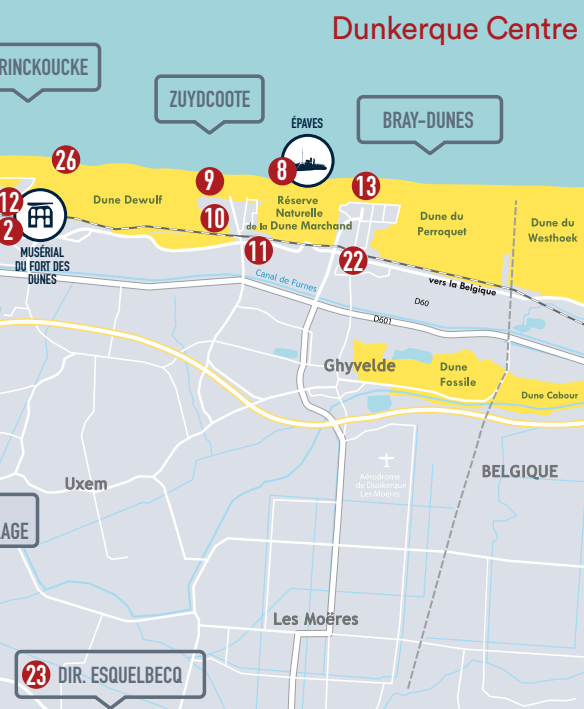 Dunkerque Centre
RINCKOUCKE
ZUYDCOOTE
BRAY-DUNES
ÉPAVES
26
8
9
13
12
Dune Dewulf
Réserve
Naturelle
de la Dune Marchand
10
2
Dune du
Perroquet
Dune du
Westhoek
MUSÉRIAL
DU FORT DES
DUNES
11
22
Canal de Furnes
vers la Belgique
D60
D601
Ghyvelde
Dune
Fossile
Dune Cabour
Aérodrome
de Dunkerque
Les Moëres
BELGIQUE
Uxem
LAGE
Les Moëres
23 DIR. ESQUELBECQ